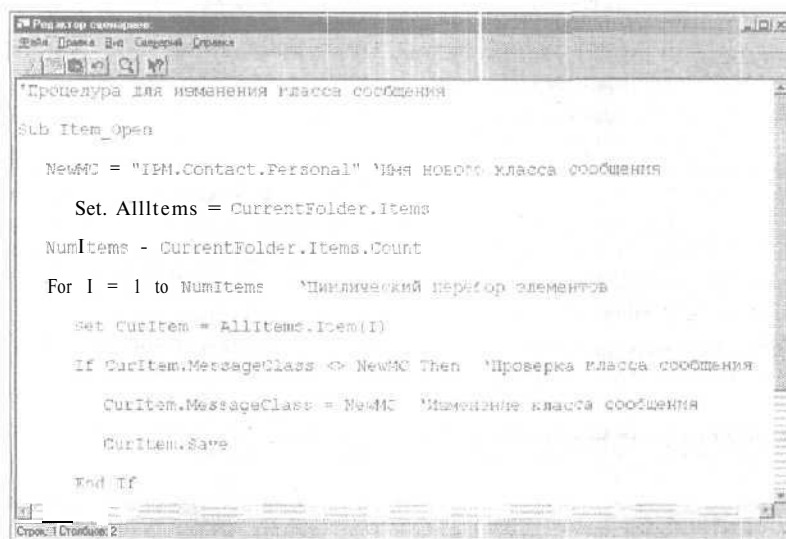 Редактор сценариев
Файл Правка Вид Сценарий Справка
'Процедура для изменения класса сообщения
Sub Item_Open
NewMC = "IPM.Contact.Personal" 'Имя нового класса сообщения
Set. AllItems = CurrentFolder.Items
NumItems - CurrentFolder.Items.Count
For I = 1 to NumItems 'Циклический перебор элементов
Set CurItem = AllItems.Item(I)
If CurItem.MessageClass <> NewMC Then 'Проверка класса сообщения
CurItem.MessageClass = NewMC 'Изменение класса сообщения
CurItem.Save
End If
Строк: 1 Столбцов: 2